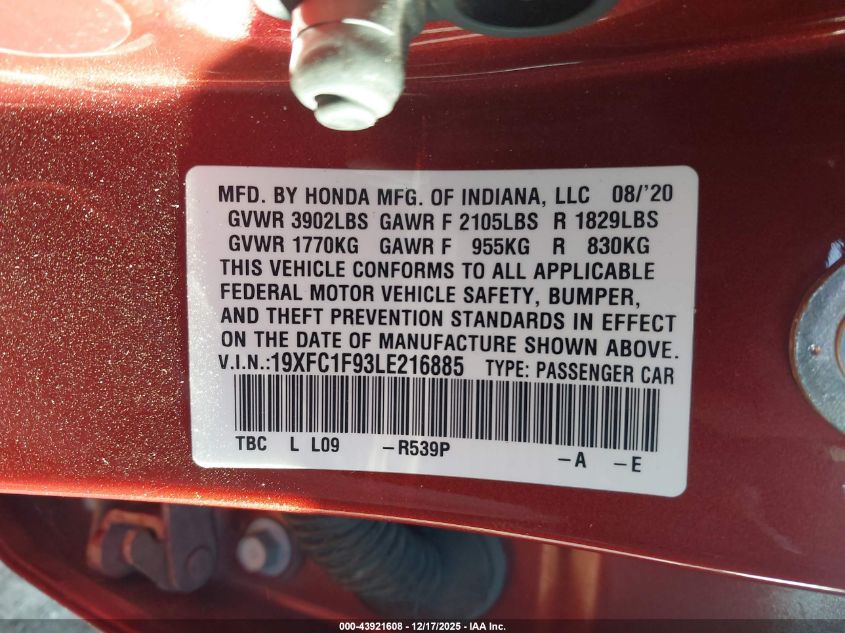 MFD. BY HONDA MFG. OF INDIANA, LLC 08/'20
GVWR 3902LBS GAWR F 2105LBS R 1829LBS
GVWR 1770KG GAWR F 955KG R 830KG
THIS VEHICLE CONFORMS TO ALL APPLICABLE
FEDERAL MOTOR VEHICLE SAFETY, BUMPER,
AND THEFT PREVENTION STANDARDS IN EFFECT
ON THE DATE OF MANUFACTURE SHOWN ABOVE.
V.I.N.:19XFC1F93LE216885 TYPE: PASSENGER CAR
TBC L L09 -R539P -A -E
000-43921608 - 12/17/2025 - IAA Inc.